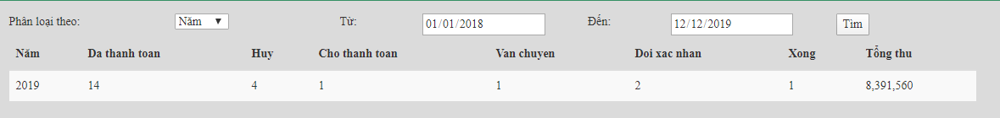 Phân loại theo: Năm Từ: 01/01/2018 Đến: 12/12/2019 Tìm
Năm Da thanh toan Huy Cho thanh toan Van chuyen Doi xac nhan Xong Tổng thu
2019 14 4 1 1 2 1 8,391,560